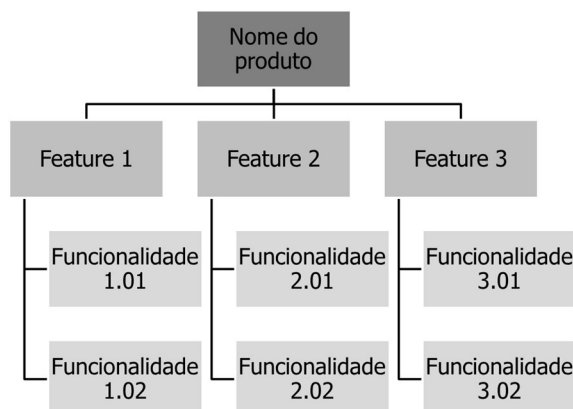 Nome do
produto
Feature 1
Feature 2
Feature 3
Funcionalidade
1.01
Funcionalidade
2.01
Funcionalidade
3.01
Funcionalidade
1.02
Funcionalidade
2.02
Funcionalidade
3.02